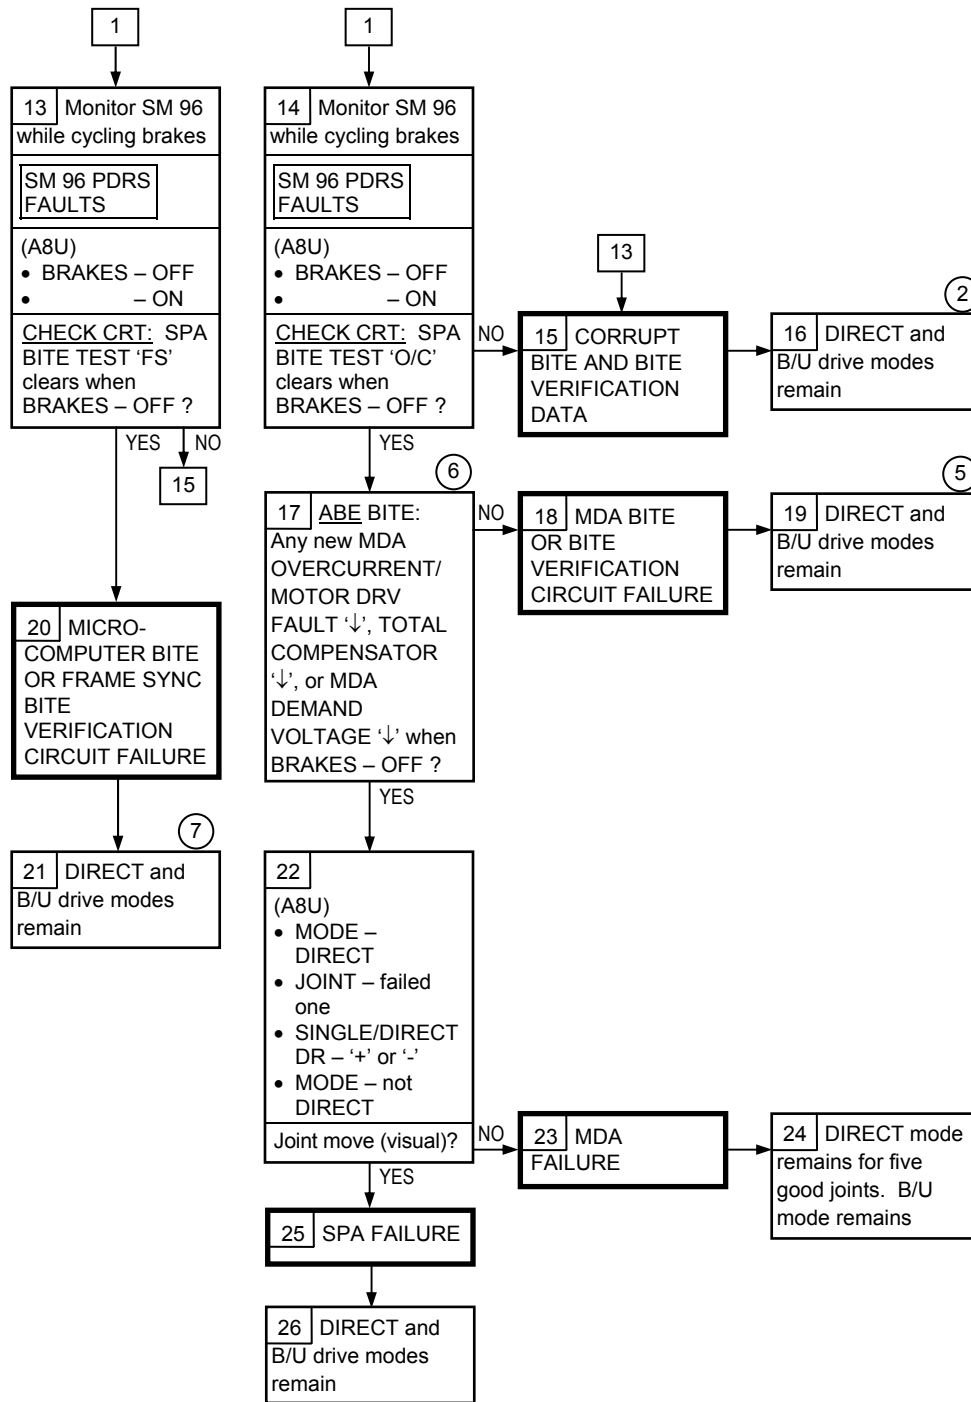 1
13 Monitor SM 96
while cycling brakes
SM 96 PDRS
FAULTS
(A8U)
• BRAKES – OFF
• – ON
CHECK CRT: SPA
BITE TEST ‘FS’
clears when
BRAKES – OFF ?
YES
NO
15
20 MICRO-
COMPUTER BITE
OR FRAME SYNC
BITE
VERIFICATION
CIRCUIT FAILURE
7
21 DIRECT and
B/U drive modes
remain
1
14 Monitor SM 96
while cycling brakes
SM 96 PDRS
FAULTS
(A8U)
• BRAKES – OFF
• – ON
CHECK CRT: SPA
BITE TEST ‘O/C’
clears when
BRAKES – OFF ?
NO
YES
13
15 CORRUPT
BITE AND BITE
VERIFICATION
DATA
2
16 DIRECT and
B/U drive modes
remain
6
17 ABE BITE:
Any new MDA
OVERCURRENT/
MOTOR DRV
FAULT ‘↓’, TOTAL
COMPENSATOR
‘↓’, or MDA
DEMAND
VOLTAGE ‘↓’ when
BRAKES – OFF ?
NO
YES
18 MDA BITE
OR BITE
VERIFICATION
CIRCUIT FAILURE
5
19 DIRECT and
B/U drive modes
remain
22
(A8U)
• MODE –
DIRECT
• JOINT – failed
one
• SINGLE/DIRECT
DR – ‘+’ or ‘-’
• MODE – not
DIRECT
Joint move (visual)?
NO
YES
23 MDA
FAILURE
24 DIRECT mode
remains for five
good joints. B/U
mode remains
25 SPA FAILURE
26 DIRECT and
B/U drive modes
remain